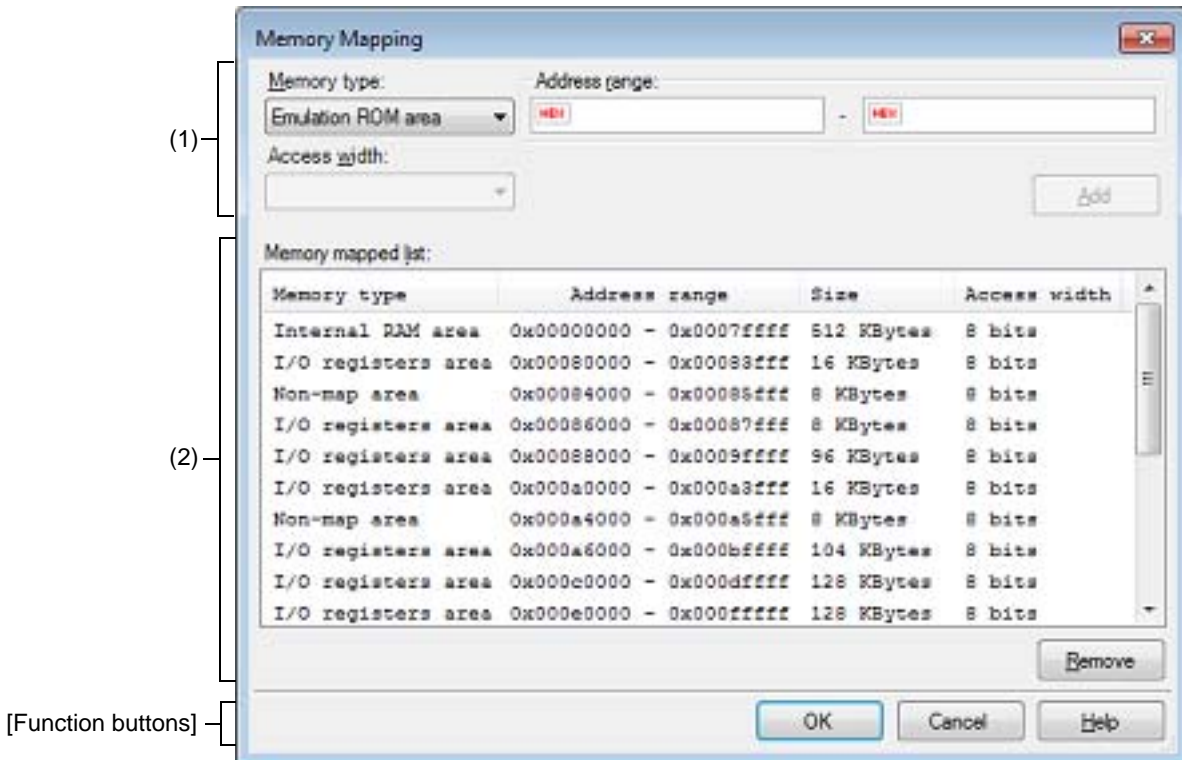 Memory Mapping
(1)
Memory type:
Address range:
Emulation ROM area
HEX
-
HEX
Access width:
Add
(2)
Memory mapped list:
Memory type Address range Size Access width
Internal RAM area 0x00000000 - 0x0007ffff 512 KBytes 8 bits
I/O registers area 0x00080000 - 0x00083fff 16 KBytes 8 bits
Non-map area 0x00084000 - 0x00085fff 8 KBytes 8 bits
I/O registers area 0x00086000 - 0x00087fff 8 KBytes 8 bits
I/O registers area 0x00088000 - 0x0009ffff 96 KBytes 8 bits
I/O registers area 0x000a0000 - 0x000a3fff 16 KBytes 8 bits
Non-map area 0x000a4000 - 0x000a5fff 8 KBytes 8 bits
I/O registers area 0x000a6000 - 0x000bffff 104 KBytes 8 bits
I/O registers area 0x000c0000 - 0x000dffff 128 KBytes 8 bits
I/O registers area 0x000e0000 - 0x000fffff 128 KBytes 8 bits
Remove
[Function buttons]
OK
Cancel
Help